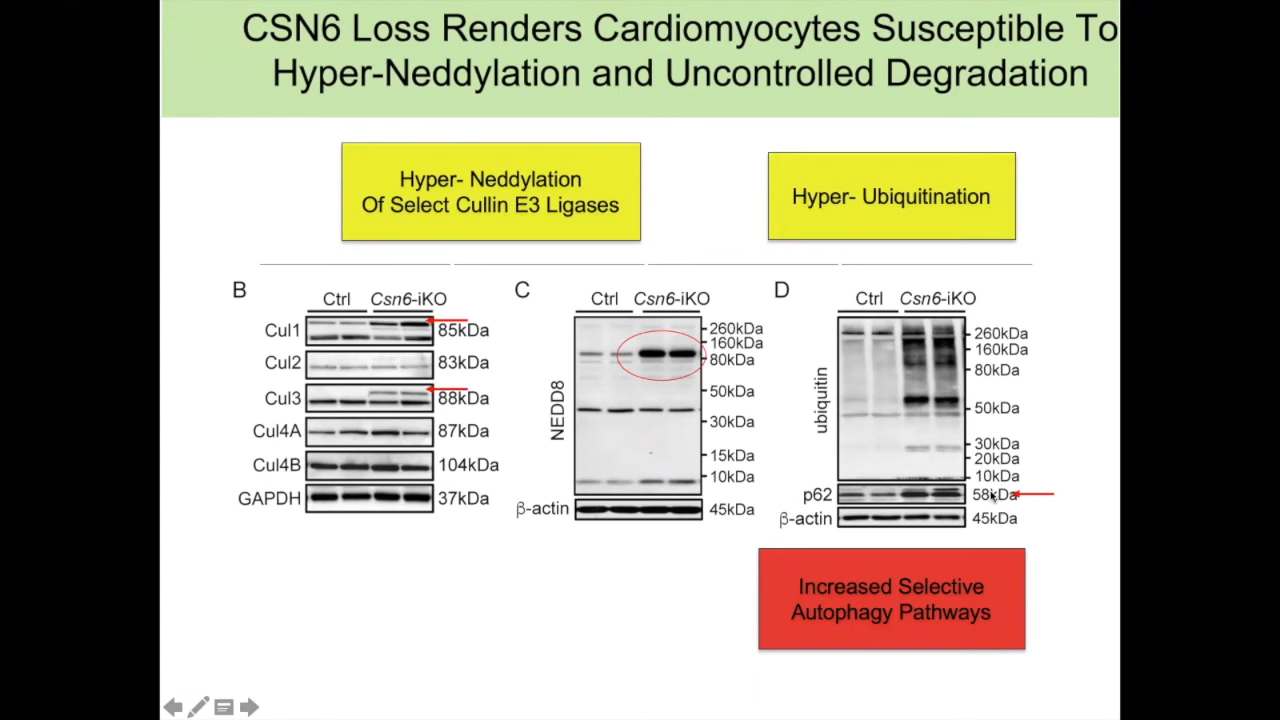 CSN6 Loss Renders Cardiomyocytes Susceptible To
Hyper-Neddylation and Uncontrolled Degradation
Hyper- Neddylation
Of Select Cullin E3 Ligases
Hyper- Ubiquitination
B
Ctrl Csn6-iKO
Cul1 85kDa
Cul2 83kDa
Cul3 88kDa
Cul4A 87kDa
Cul4B 104kDa
GAPDH 37kDa
C
Ctrl Csn6-iKO
NEDD8
260kDa
160kDa
80kDa
50kDa
30kDa
15kDa
10kDa
β-actin 45kDa
D
Ctrl Csn6-iKO
ubiquitin
260kDa
160kDa
80kDa
50kDa
30kDa
20kDa
10kDa
p62 58kDa
β-actin 45kDa
Increased Selective
Autophagy Pathways